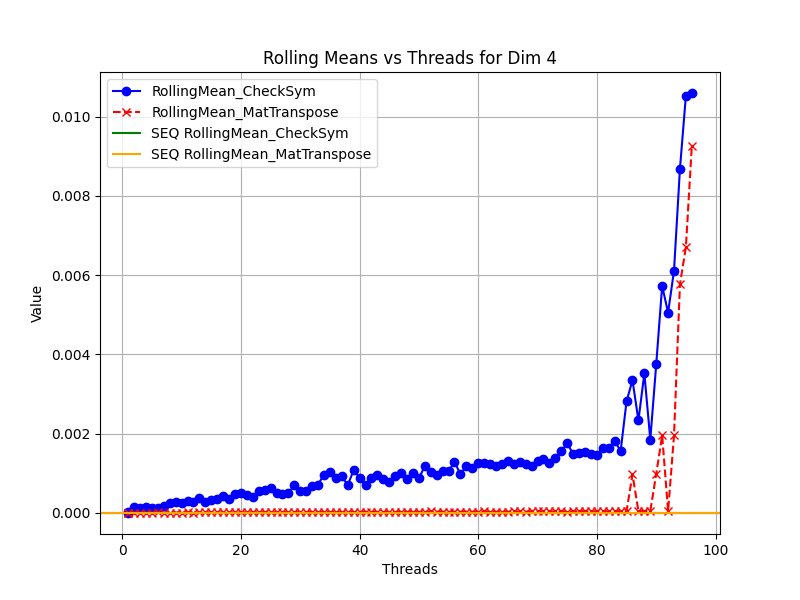 Rolling Means vs Threads for Dim 4
RollingMean_CheckSym
RollingMean_MatTranspose
SEQ RollingMean_CheckSym
SEQ RollingMean_MatTranspose
0.010
0.008
0.006
0.004
0.002
0.000
Value
0 20 40 60 80 100
Threads